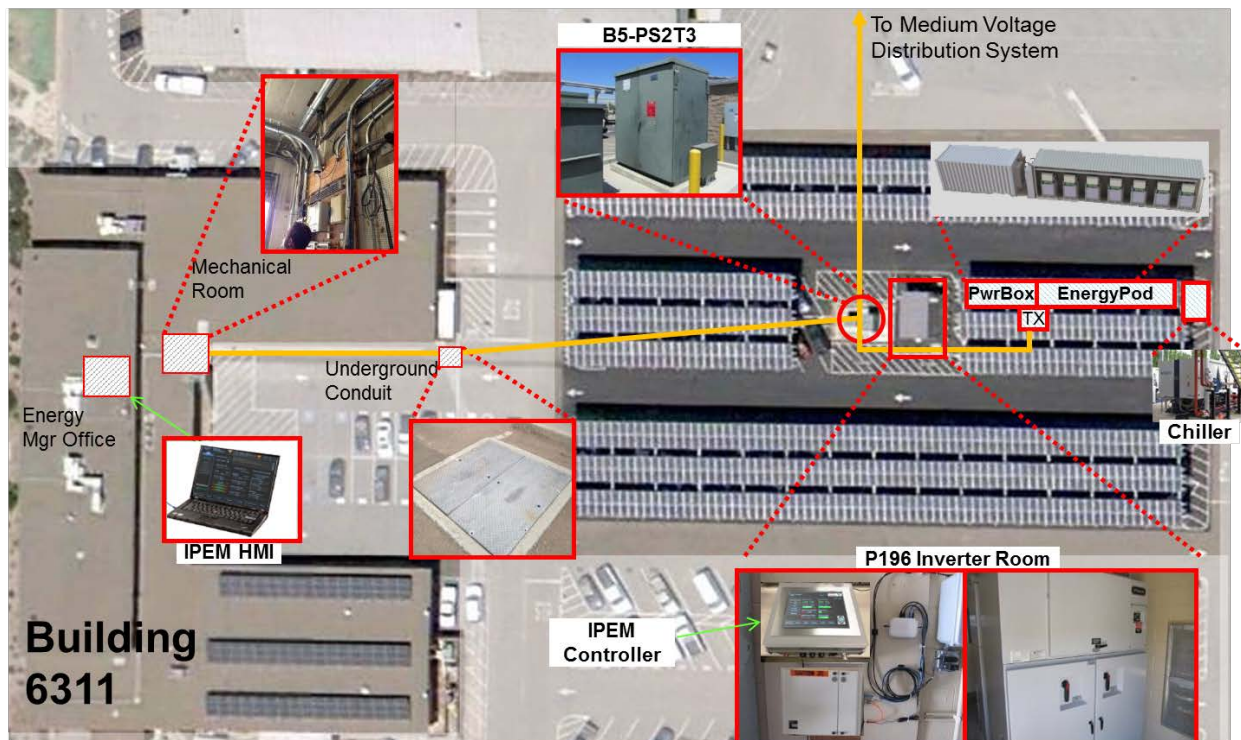 B5-PS2T3
To Medium Voltage
Distribution System
Mechanical
Room
PwrBox
EnergyPod
TX
Underground
Conduit
Energy
Mgr Office
Chiller
IPEM HMI
P196 Inverter Room
IPEM
Controller
Building
6311